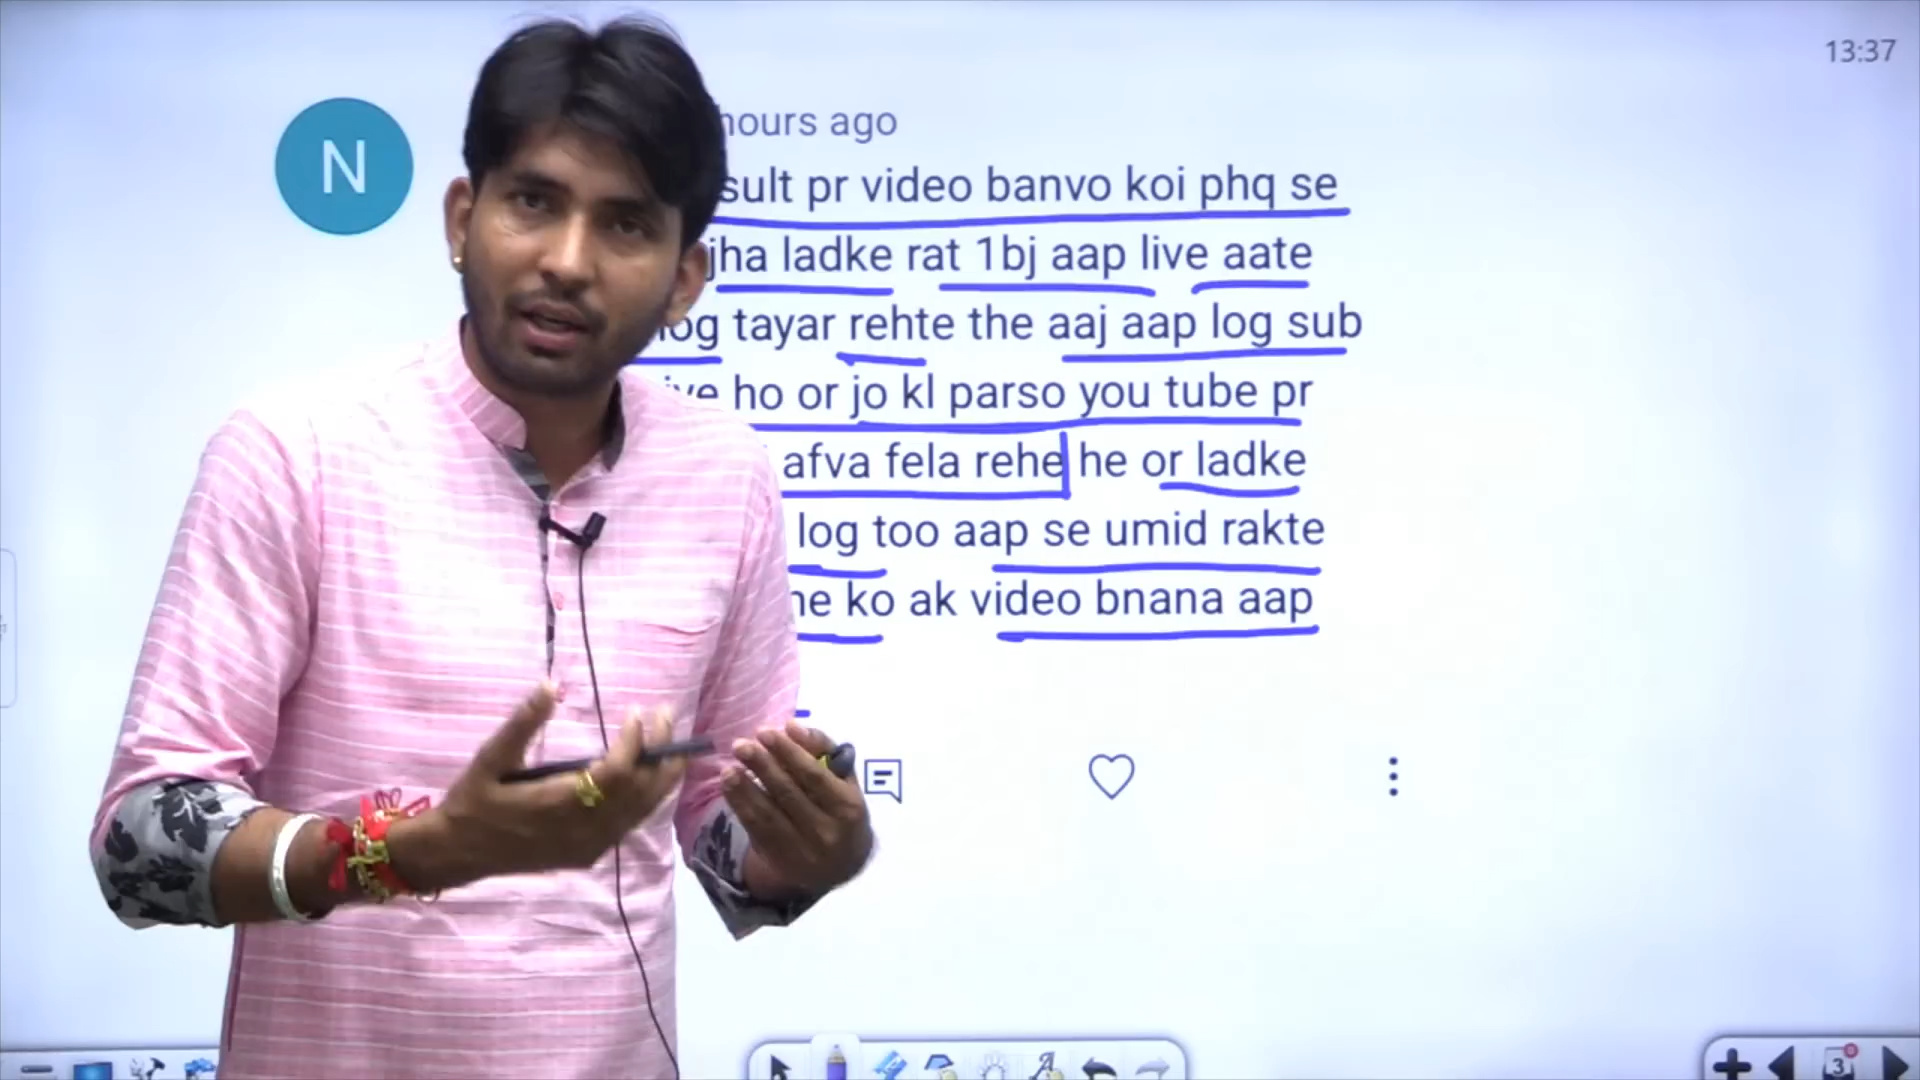 13:37
N
hours ago
pr video banvo koi phq se
ladke rat 1bj aap live aate
log tayar rehte the aaj aap log sub
ho or jo kl parso you tube pr
afva fela rehe he or ladke
log too aap se umid rakte
ko ak video bnana aap
3